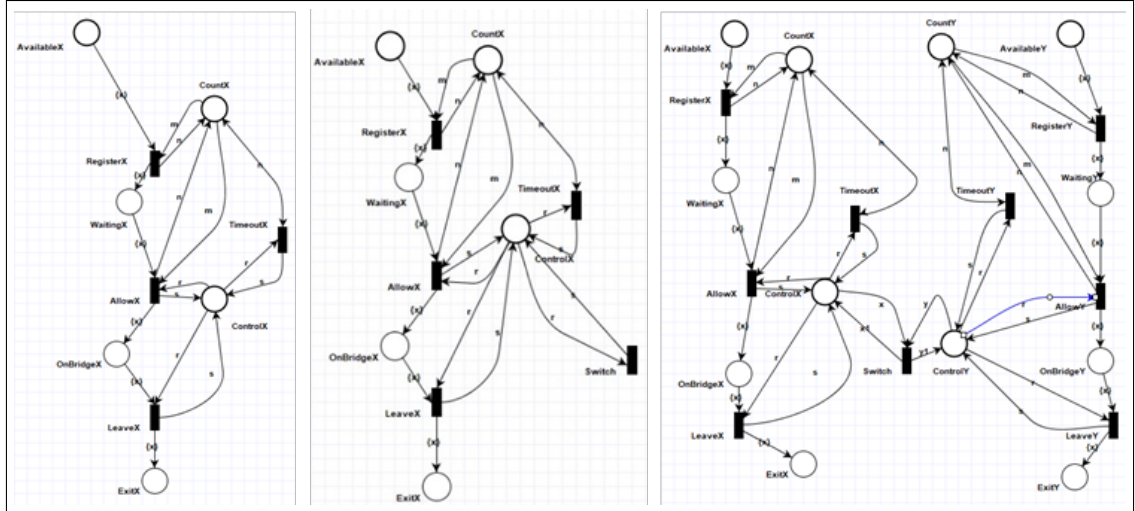 AvailableX
CountX
{x}
m
n
RegisterX
{x}
n
WaitingX
n
m
TimeoutX
{x}
r
r
s
s
AllowX
{x}
ControlX
OnBridgeX
r
{x}
s
LeaveX
{x}
ExitX
CountX
AvailableX
m
{x}
n
n
RegisterX
{x}
n
m
TimeoutX
WaitingX
r
{x}
s
s
ControlX
r
AllowX
s
{x}
r
s
r
OnBridgeX
Switch
{x}
LeaveX
{x}
ExitX
CountY
CountX
AvailableX
AvailableY
{x}
m
n
m
{x}
n
RegisterX
RegisterY
{x}
n
n
{x}
n
m
m
n
WaitingY
WaitingX
TimeoutX
TimeoutY
{x}
{x}
r
s
s
r
r
s
AllowX
ControlX
x
y
r
AllowY
s
{x}
x1
y1
{x}
r
Switch
ControlY
OnBridgeX
s
OnBridgeY
r
{x}
{x}
s
LeaveX
LeaveY
{x}
{x}
ExitX
ExitY